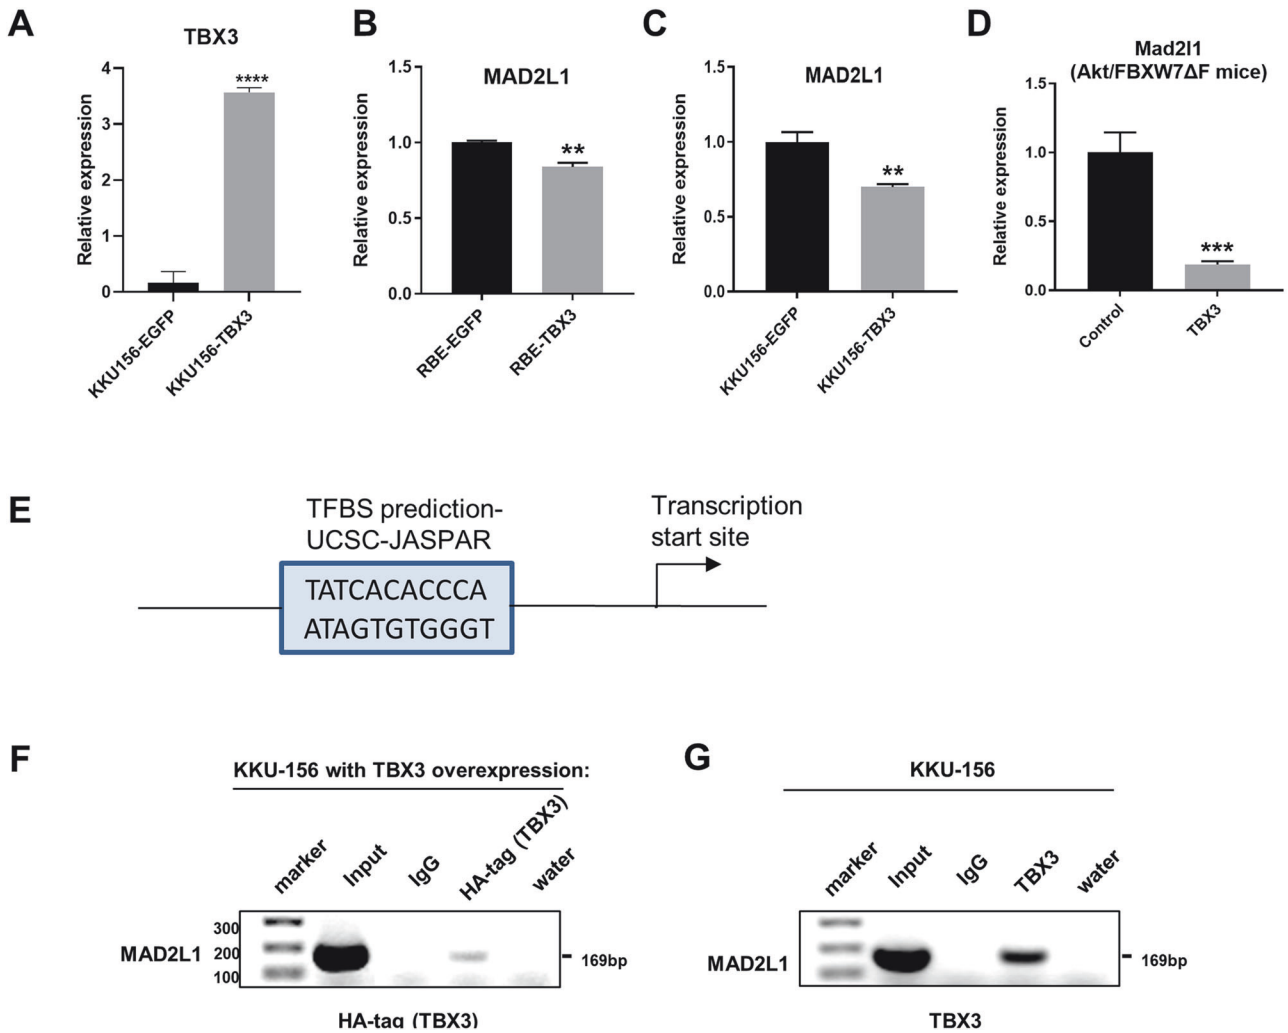 A
TBX3
Relative expression
4
3
2
1
0
****
KKU156-EGFP
KKU156-TBX3
B
MAD2L1
Relative expression
1.5
1.0
0.5
0.0
**
RBE-EGFP
RBE-TBX3
C
MAD2L1
Relative expression
1.5
1.0
0.5
0.0
**
KKU156-EGFP
KKU156-TBX3
D
Mad2l1
(Akt/FBXW7ΔF mice)
Relative expression
1.5
1.0
0.5
0.0
***
Control
TBX3
E
TFBS prediction-
UCSC-JASPAR
TATCACACCCA
ATAGTGTGGGT
Transcription
start site
F
KKU-156 with TBX3 overexpression:
marker
Input
IgG
HA-tag (TBX3)
water
300
200
100
MAD2L1
169bp
HA-tag (TBX3)
G
KKU-156
marker
Input
IgG
TBX3
water
MAD2L1
169bp
TBX3